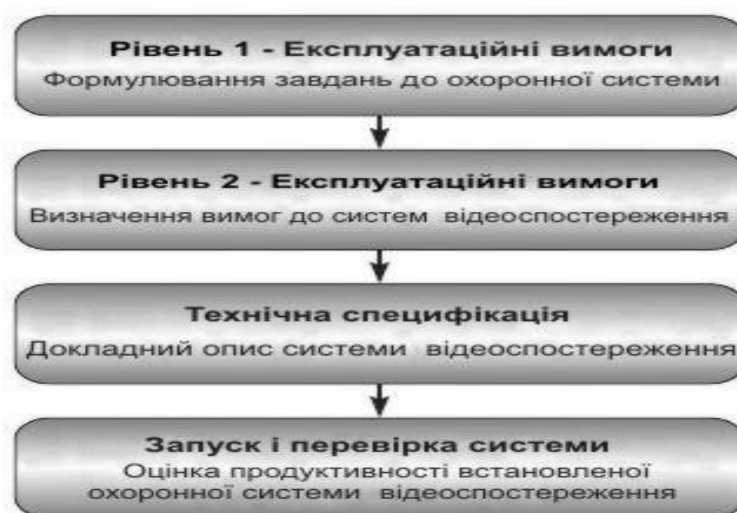 Рівень 1 - Експлуатаційні вимоги
Формулювання завдань до охоронної системи
Рівень 2 - Експлуатаційні вимоги
Визначення вимог до систем відеоспостереження
Технічна специфікація
Докладний опис системи відеоспостереження
Запуск і перевірка системи
Оцінка продуктивності встановленої
охоронної системи відеоспостереження